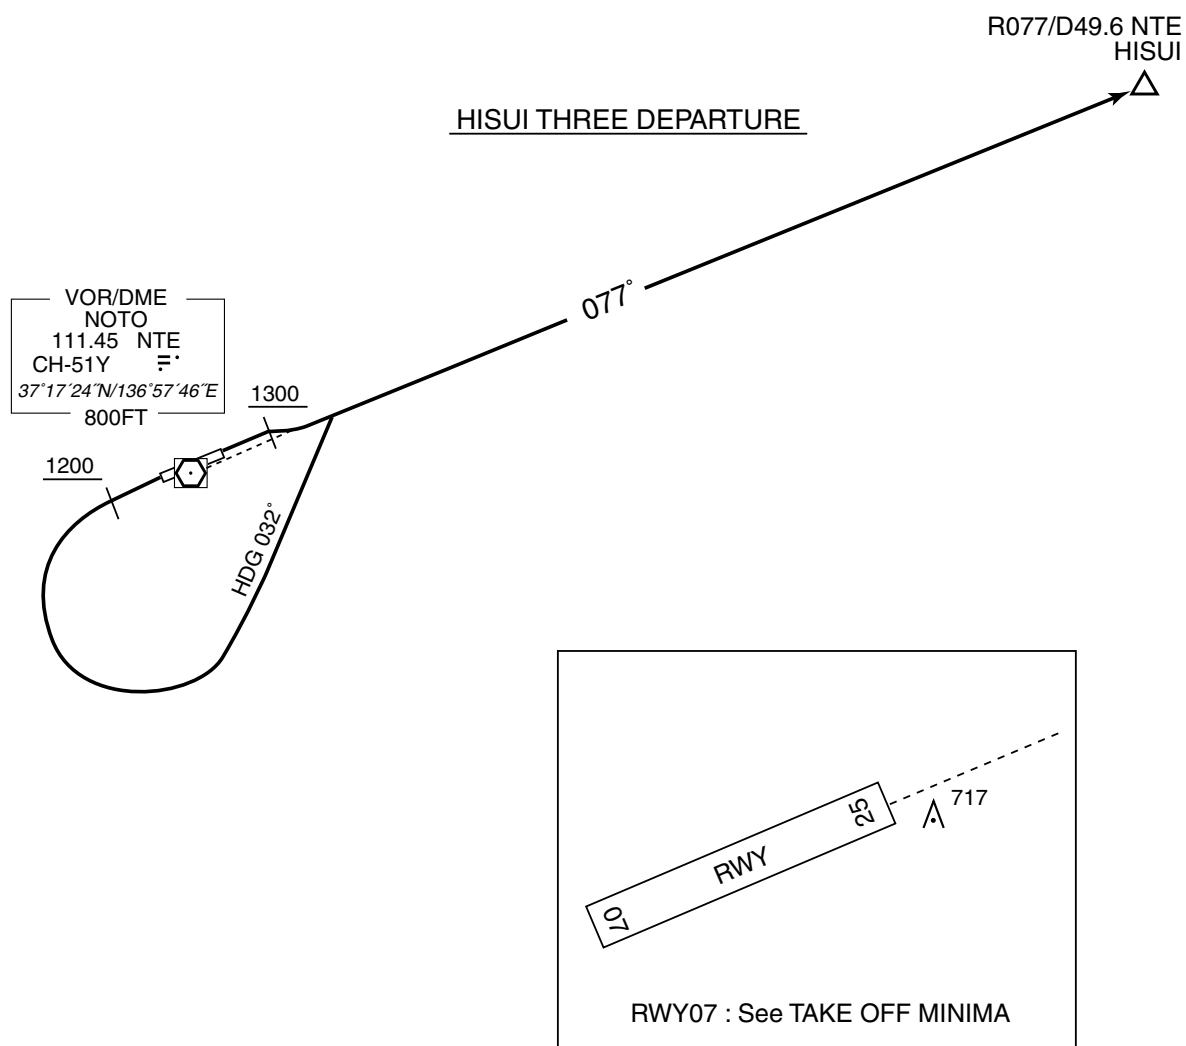 R077/D49.6 NTE
HISUI
HISUI THREE DEPARTURE
077°
VOR/DME
NOTO
111.45 NTE
CH-51Y
37°17´24˝N/136°57´46˝E
800FT
1300
1200
HDG 032°
717
25
RWY
07
RWY07 : See TAKE OFF MINIMA